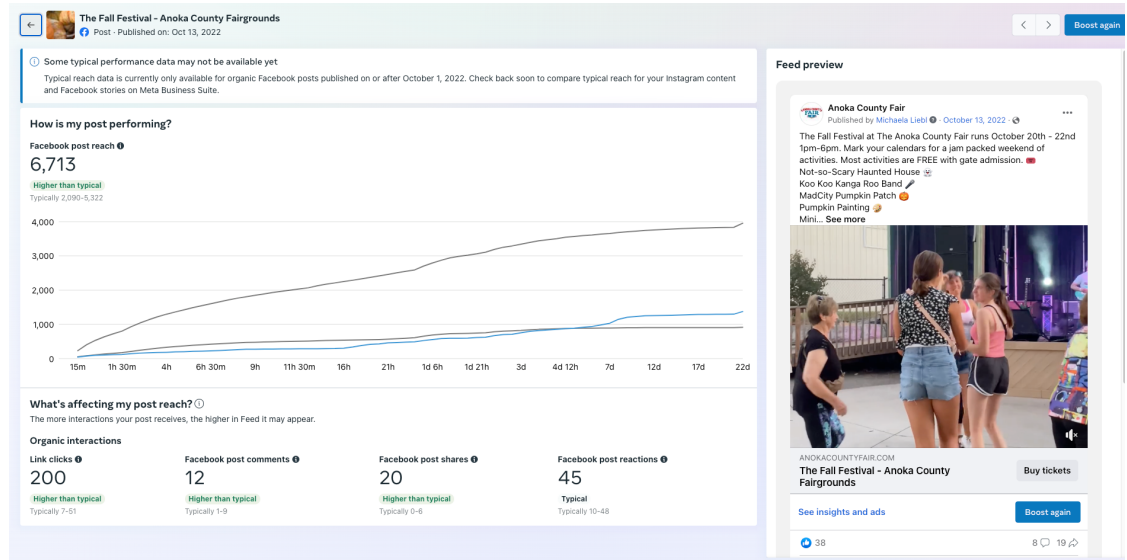 The Fall Festival - Anoka County Fairgrounds
Post · Published on: Oct 13, 2022
Boost again
Some typical performance data may not be available yet
Typical reach data is currently only available for organic Facebook posts published on or after October 1, 2022. Check back soon to compare typical reach for your Instagram content
and Facebook stories on Meta Business Suite.
How is my post performing?
Facebook post reach
6,713
Higher than typical
Typically 2,090-5,322
4,000
3,000
2,000
1,000
0
15m 1h 30m 4h 6h 30m 9h 11h 30m 16h 21h 1d 6h 1d 21h 3d 4d 12h 7d 12d 17d 22d
What's affecting my post reach?
The more interactions your post receives, the higher in Feed it may appear.
Organic interactions
Link clicks Facebook post comments Facebook post shares Facebook post reactions
200 12 20 45
Higher than typical Higher than typical Higher than typical Typical
Typically 7-51 Typically 1-9 Typically 0-6 Typically 10-48
Feed preview
FAIR
Anoka County Fair
Published by Michaela Liebl · October 13, 2022 ·
The Fall Festival at The Anoka County Fair runs October 20th - 22nd
1pm-6pm. Mark your calendars for a jam packed weekend of
activities. Most activities are FREE with gate admission. 🎟️
Not-so-Scary Haunted House 👻
Koo Koo Kanga Roo Band 🎤
MadCity Pumpkin Patch 🎃
Pumpkin Painting
Mini... See more
ANOKACOUNTYFAIR.COM
The Fall Festival - Anoka County
Fairgrounds
Buy tickets
See insights and ads
Boost again
38
8 19